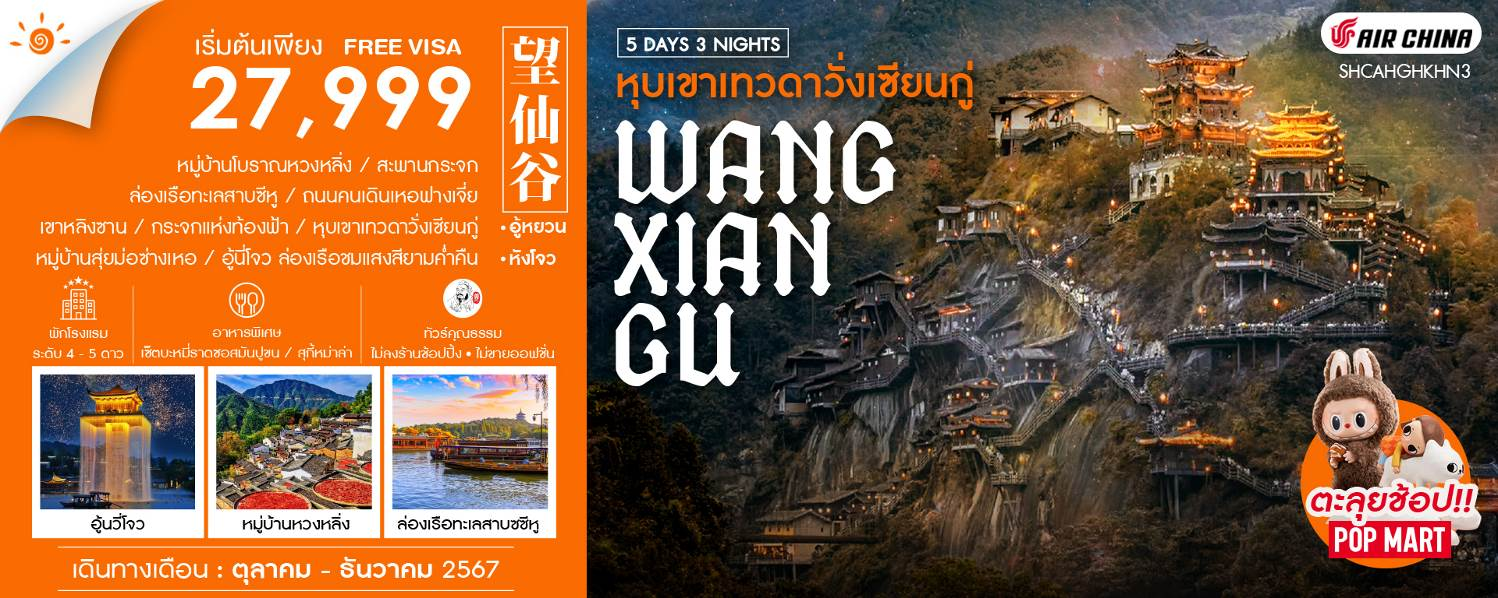 เริ่มต้นเพียง FREE VISA
27,999
望仙谷
หมู่บ้านโบราณหวงหลิ่ง / สะพานกระจก
ล่องเรือทะเลสาบซีหู / ถนนคนเดินเหอฟางเจี่ย
เขาหลิงซาน / กระจกแห่งท้องฟ้า / หุบเขาเทวดาวั่งเซียนกู่
หมู่บ้านสุ่ยม่อซ่างเหอ / อู้นี่โจว ล่องเรือชมแสงสียามค่ำคืน
• อู้หยวน
• หังโจว
พักโรงแรม
ระดับ 4 - 5 ดาว
อาหารพิเศษ
เซ็ตบะหมี่ราดซอสมันปูขน / สุกี้หม่าล่า
ทัวร์คุณธรรม
ไม่ลงร้านช้อปปิ้ง • ไม่ขายออฟชั่น
อู้นวี่โจว
หมู่บ้านหวงหลิ่ง
ล่องเรือทะเลสาบซซีหู
เดินทางเดือน : ตุลาคม - ธันวาคม 2567
5 DAYS 3 NIGHTS
หุบเขาเทวดาวั่งเซียนกู่
WANG
XIAN
GU
AIR CHINA
SHCAHGHKHN3
ตะลุยช้อป!!
POP MART